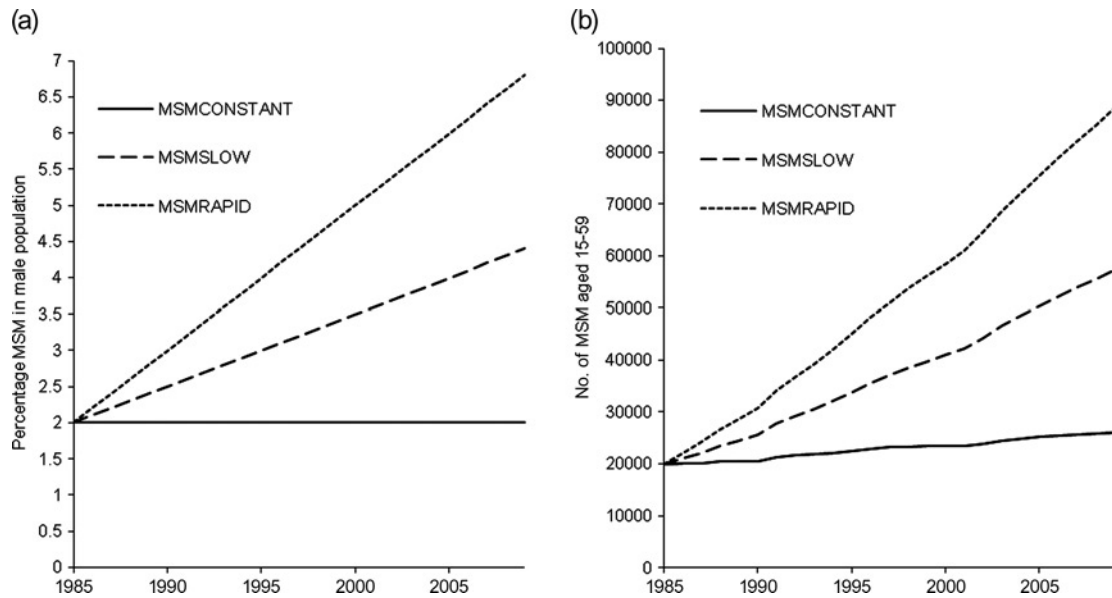 (a)
7
6.5
6
5.5
5
4.5
4
3.5
3
2.5
2
1.5
1
0.5
0
Percentage MSM in male population
MSMCONSTANT
MSMSLOW
MSMRAPID
1985 1990 1995 2000 2005
(b)
100000
90000
80000
70000
60000
50000
40000
30000
20000
10000
0
No. of MSM aged 15-59
MSMCONSTANT
MSMSLOW
MSMRAPID
1985 1990 1995 2000 2005